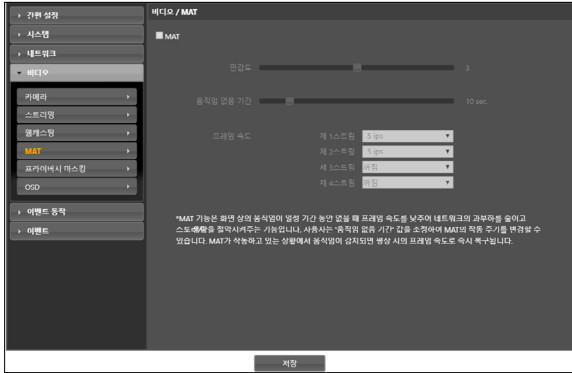 간편 설정
시스템
네트워크
비디오
카메라
스트리밍
웹캐스팅
MAT
프라이버시 마스킹
OSD
이벤트 동작
이벤트
비디오 / MAT
MAT
민감도 3
움직임 없음 기간 10 sec
프레임 속도 제 1스트림 5 ips
제 2스트림 5 ips
제 3스트림 꺼짐
제 4스트림 꺼짐
*MAT 기능은 화면 상의 움직임이 일정 기간 동안 없을 때 프레임 속도를 낮추어 네트워크의 과부하를 줄이고
절약시켜주는 기능입니다. 사용자는 '움직임 없음 기간' 값을 조정하여 MAT의 작동 주기를 변경할 수
있습니다. MAT가 작동하고 있는 상황에서 움직임이 감지되면 평상 시의 프레임 속도로 즉시 복구됩니다.
저장